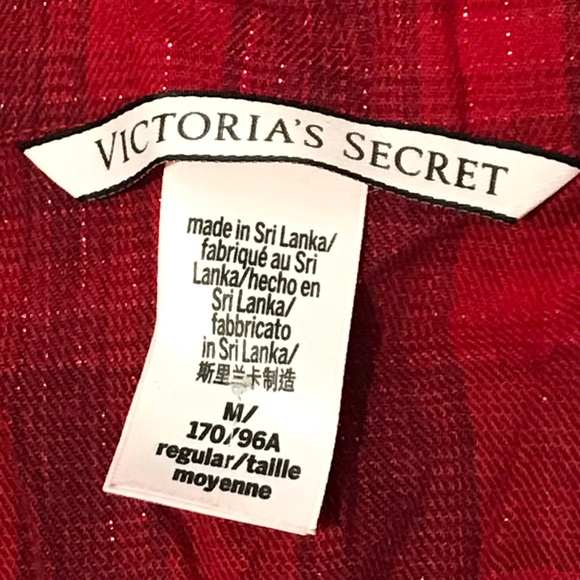 VICTORIA'S SECRET
made in Sri Lanka/
fabriqué au Sri
Lanka/hecho en
Sri Lanka/
fabbricato
in Sri Lanka/
斯里兰卡制造
M/
170/96A
regular/taille
moyenne